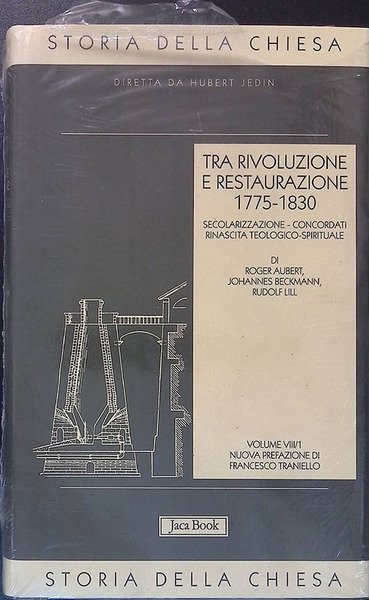 STORIA DELLA CHIESA
DIRETTA DA HUBERT JEDIN
TRA RIVOLUZIONE
E RESTAURAZIONE
1775-1830
SECOLARIZZAZIONE - CONCORDATI
RINASCITA TEOLOGICO-SPIRITUALE
DI
ROGER AUBERT,
JOHANNES BECKMANN,
RUDOLF LILL
VOLUME VIII/1
NUOVA PREFAZIONE DI
FRANCESCO TRANIELLO
Jaca Book
STORIA DELLA CHIESA